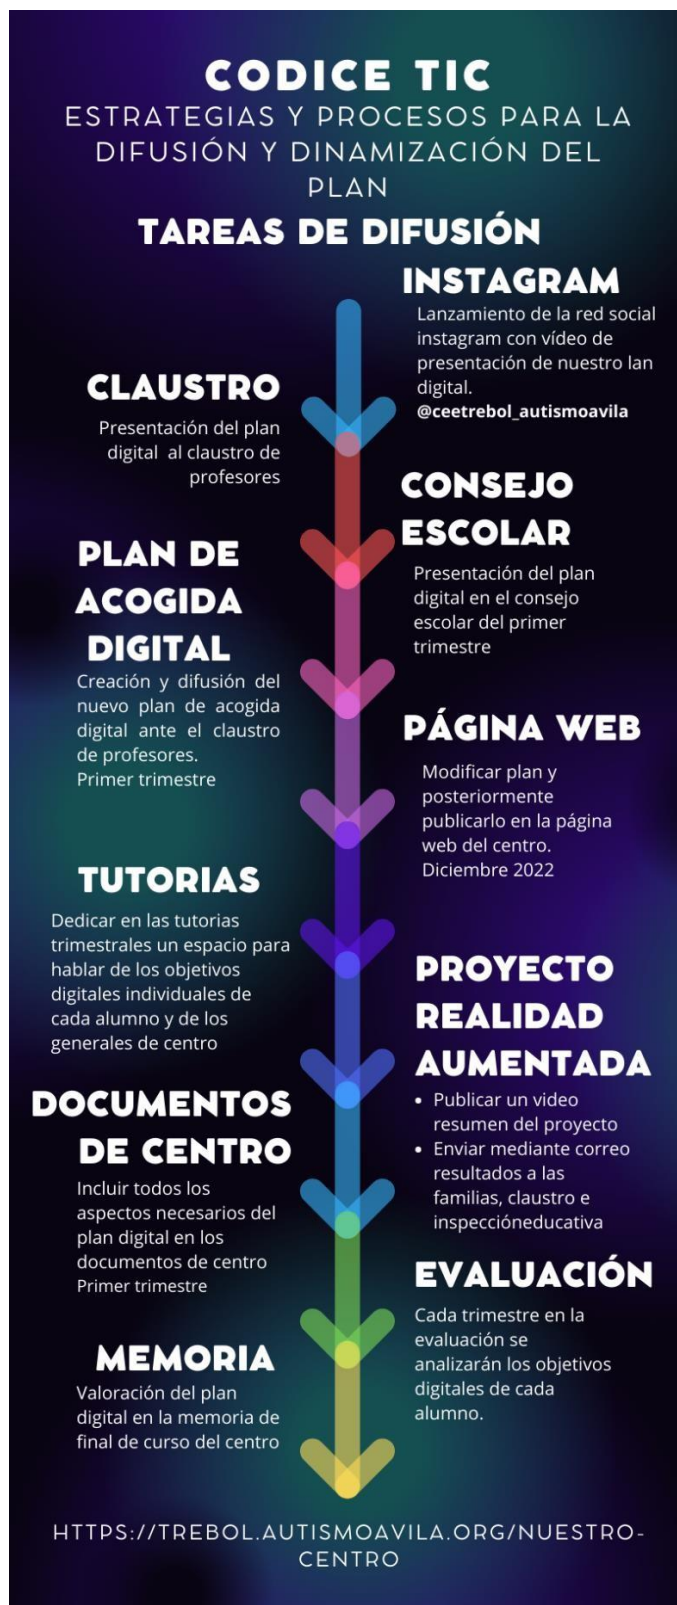 CODICE TIC
ESTRATEGIAS Y PROCESOS PARA LA
DIFUSIÓN Y DINAMIZACIÓN DEL
PLAN
TAREAS DE DIFUSIÓN
INSTAGRAM
Lanzamiento de la red social
instagram con vídeo de
presentación de nuestro lan
digital.
@ceetrebol_autismoavila
CLAUSTRO
Presentación del plan
digital al claustro de
profesores
CONSEJO
ESCOLAR
Presentación del plan
digital en el consejo
escolar del primer
trimestre
PLAN DE
ACOGIDA
DIGITAL
Creación y difusión del
nuevo plan de acogida
digital ante el claustro
de profesores.
Primer trimestre
PÁGINA WEB
Modificar plan y
posteriormente
publicarlo en la página
web del centro.
Diciembre 2022
TUTORIAS
Dedicar en las tutorias
trimestrales un espacio para
hablar de los objetivos
digitales individuales de
cada alumno y de los
generales de centro
PROYECTO
REALIDAD
AUMENTADA
• Publicar un video
resumen del proyecto
• Enviar mediante correo
resultados a las
familias, claustro e
inspeccióneducativa
DOCUMENTOS
DE CENTRO
Incluir todos los
aspectos necesarios del
plan digital en los
documentos de centro
Primer trimestre
EVALUACIÓN
Cada trimestre en la
evaluación se
analizarán los objetivos
digitales de cada
alumno.
MEMORIA
Valoración del plan
digital en la memoria de
final de curso del centro
HTTPS://TREBOL.AUTISMOAVILA.ORG/NUESTRO-
CENTRO